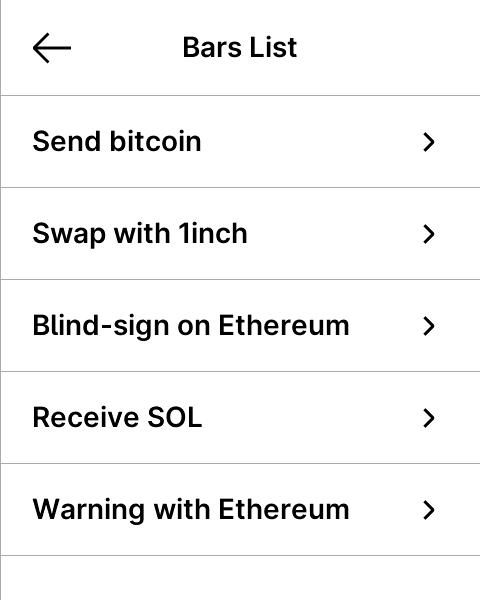 Bars List
Send bitcoin
Swap with 1inch
Blind-sign on Ethereum
Receive SOL
Warning with Ethereum